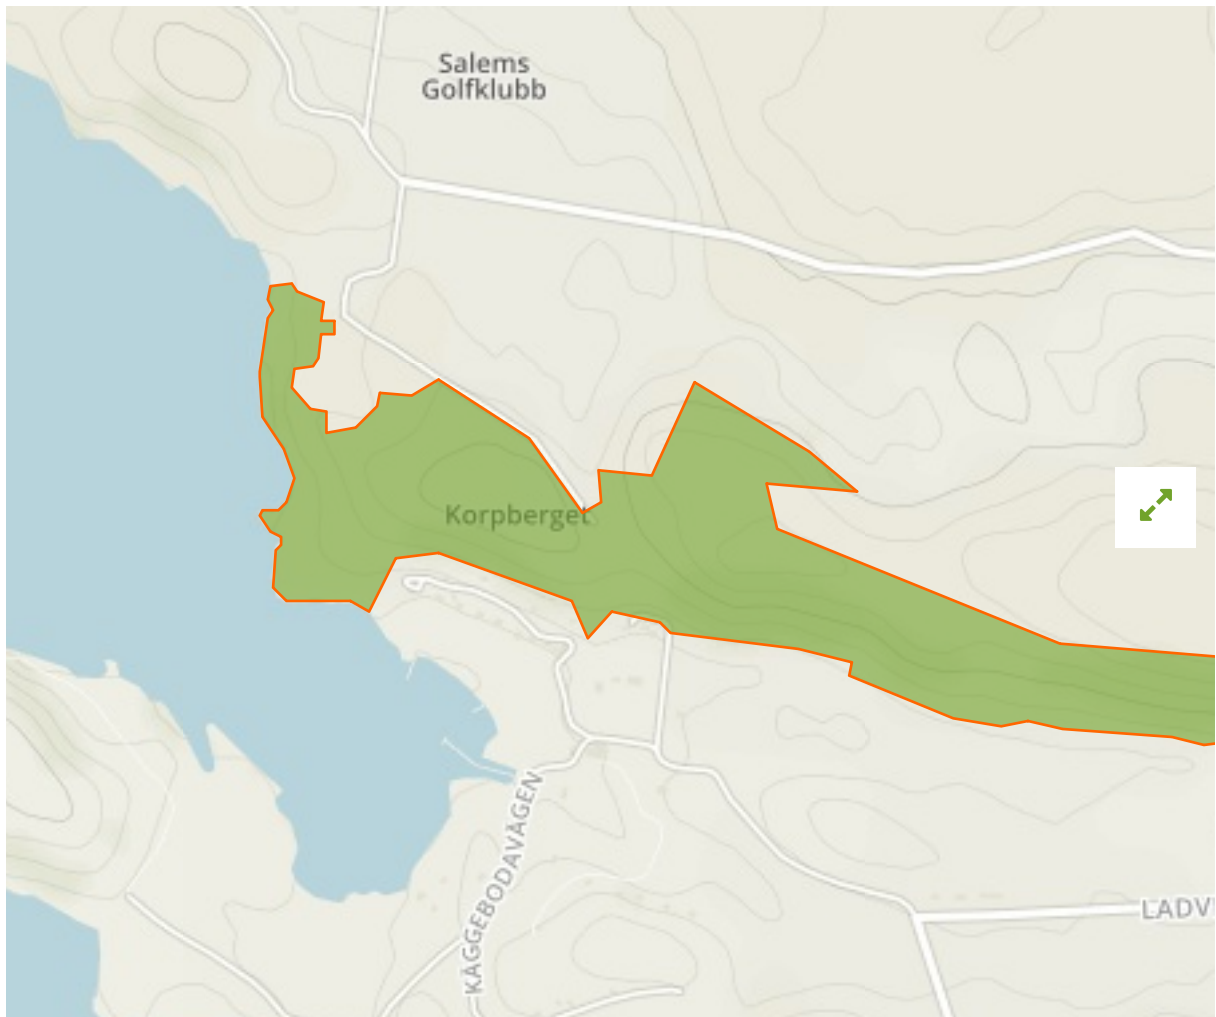 Salems
Golfklubb
Korpberget
KÄGGEBODAVÄGEN
LADV